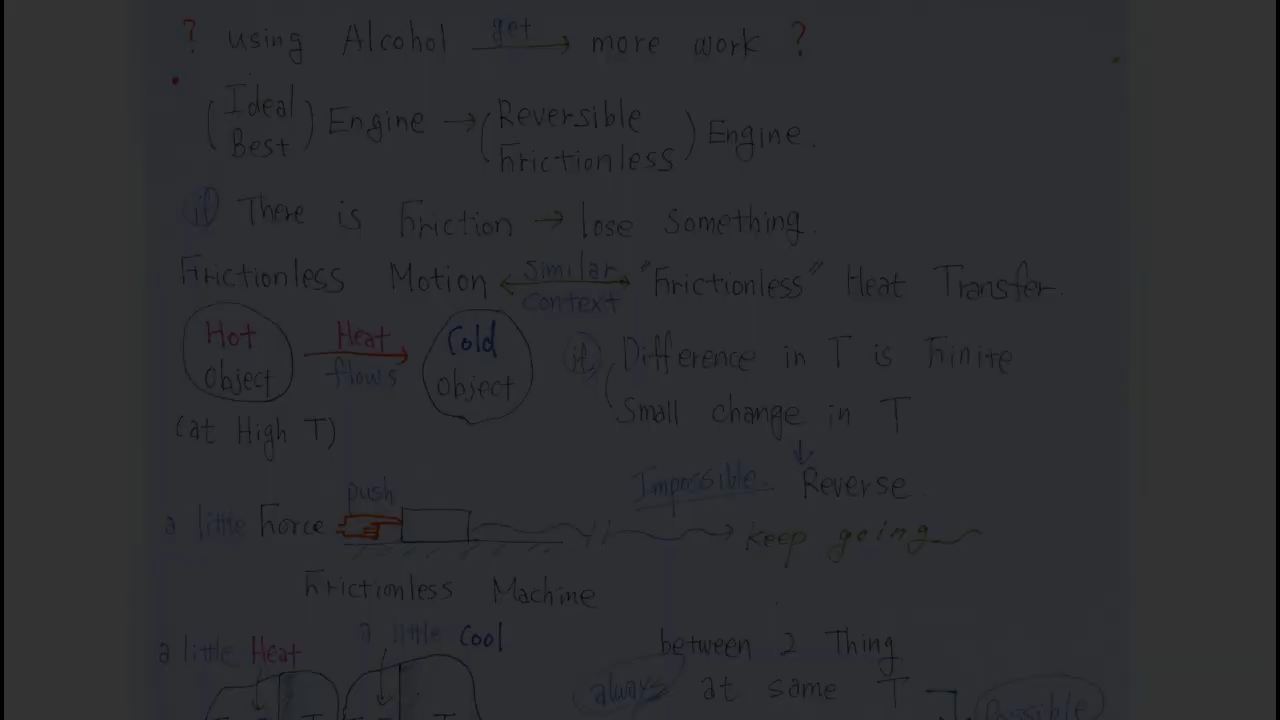 ? using Alcohol get → more work ?
(Ideal Best) Engine → (Reversible Frictionless) Engine.
if There is Friction → lose something.
Frictionless Motion ⟷ similar context "Frictionless" Heat Transfer.
Hot object Heat flows → Cold object
(at High T)
if Difference in T is Finite
Small change in T
↓
Impossible. Reverse.
push
a little Force → keep going
Frictionless Machine
a little Heat
a little Cool
between 2 Thing
always at same T
Possible